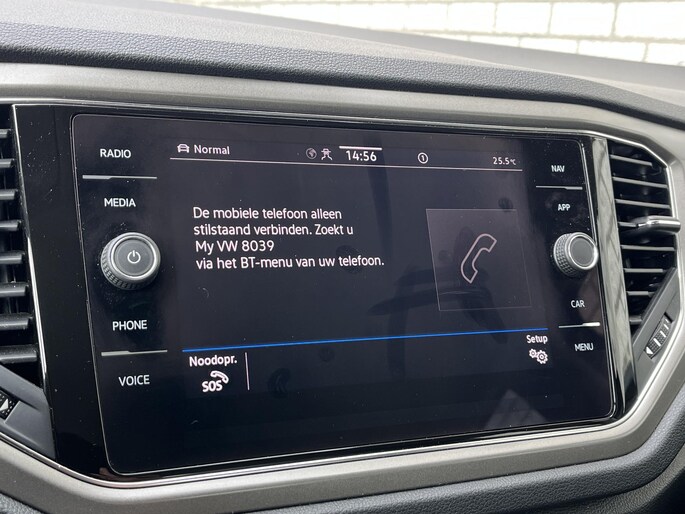 RADIO
MEDIA
PHONE
VOICE
Normal
14:56
1
25.5°C
De mobiele telefoon alleen
stilstaand verbinden. Zoekt u
My VW 8039
via het BT-menu van uw telefoon.
Noodopr.
SOS
Setup
NAV
APP
CAR
MENU